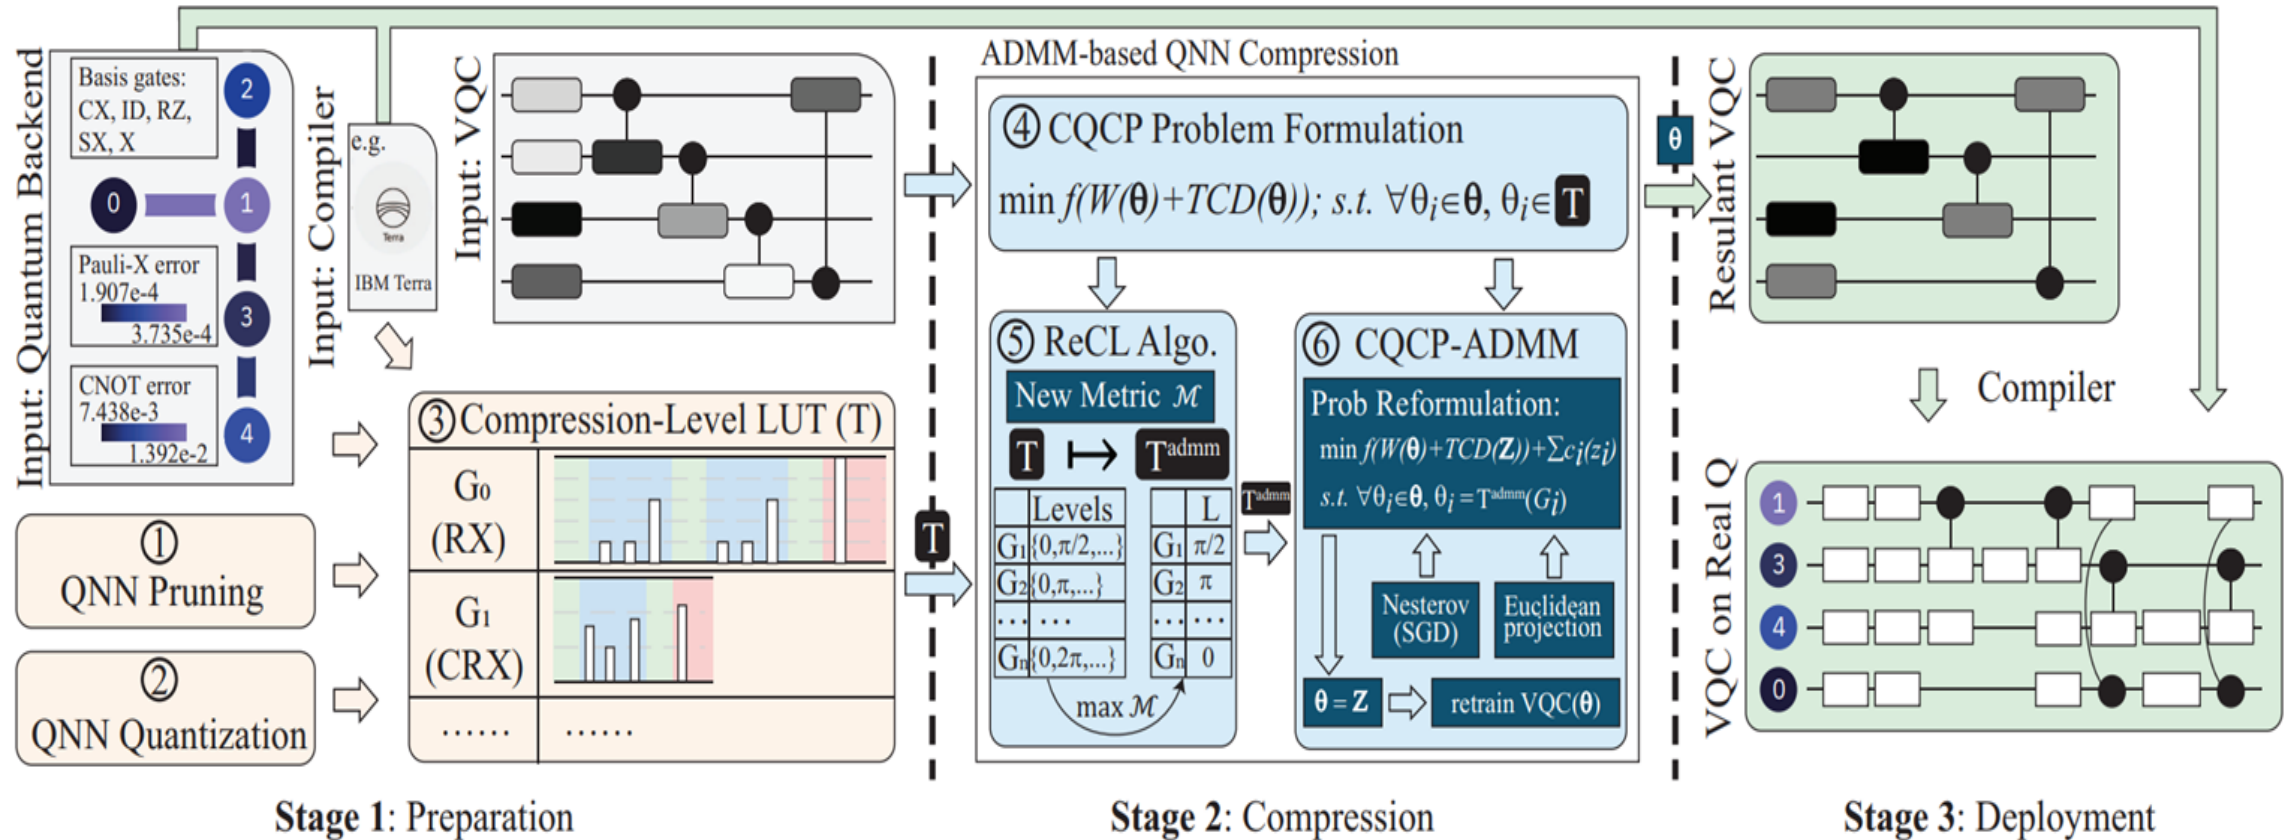 Input: Quantum Backend
Basis gates:
CX, ID, RZ,
SX, X
2
0
1
Pauli-X error
1.907e-4
3.735e-4
3
CNOT error
7.438e-3
1.392e-2
4
Input: Compiler
e.g.
Terra
IBM Terra
Input: VQC
①
QNN Pruning
②
QNN Quantization
③ Compression-Level LUT (T)
G₀
(RX)
G₁
(CRX)
......
......
T
ADMM-based QNN Compression
④ CQCP Problem Formulation
min f(W(θ)+TCD(θ)); s.t. ∀θᵢ∈θ, θᵢ∈ T
⑤ ReCL Algo.
New Metric ℳ
T ↦ Tᵃᵈᵐᵐ
Levels
G₁ {0,π/2,...}
G₂ {0,π,...}
... ...
Gₙ {0,2π,...}
L
G₁ π/2
G₂ π
... ...
Gₙ 0
max ℳ
Tᵃᵈᵐᵐ
⑥ CQCP-ADMM
Prob Reformulation:
min f(W(θ)+TCD(Z))+∑cᵢ(zᵢ)
s.t. ∀θᵢ∈θ, θᵢ=Tᵃᵈᵐᵐ(Gᵢ)
Nesterov
(SGD)
Euclidean
projection
θ = Z
retrain VQC(θ)
θ
Resulant VQC
Compiler
VQC on Real Q
1
3
4
0
Stage 1: Preparation
Stage 2: Compression
Stage 3: Deployment